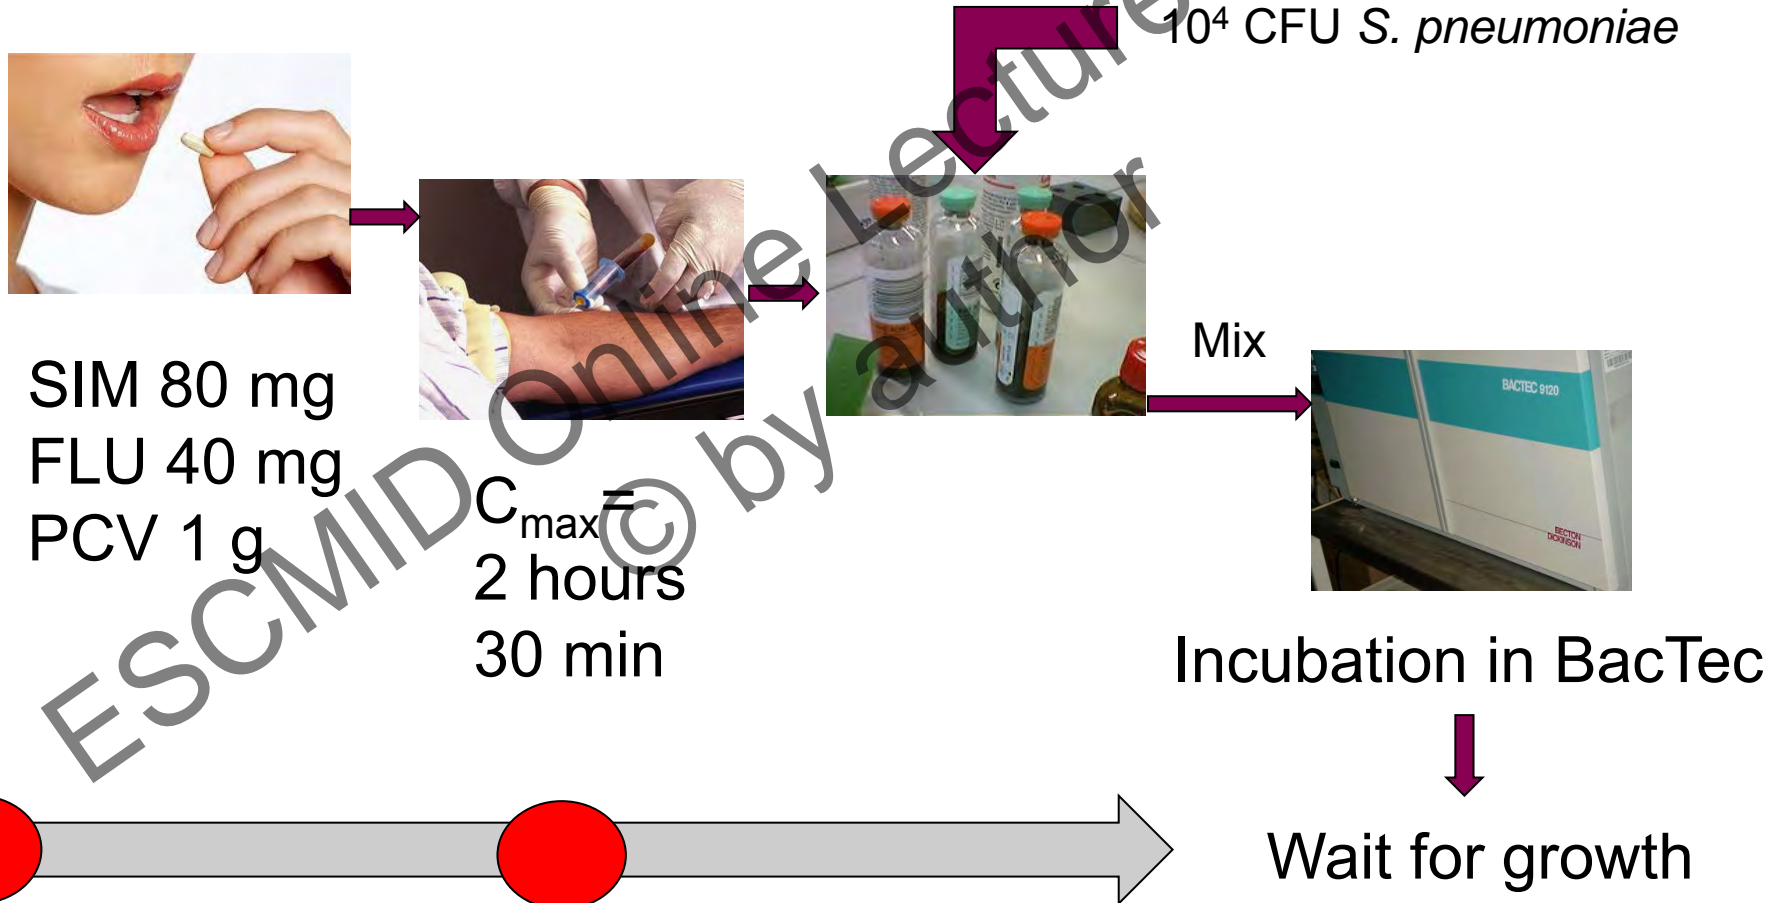 10⁴ CFU S. pneumoniae
SIM 80 mg
FLU 40 mg
PCV 1 g
Cmax=
2 hours
30 min
Mix
BACTEC 9120
BECTON
DICKINSON
Incubation in BacTec
Wait for growth
ESCMID Online Lecture
© by author